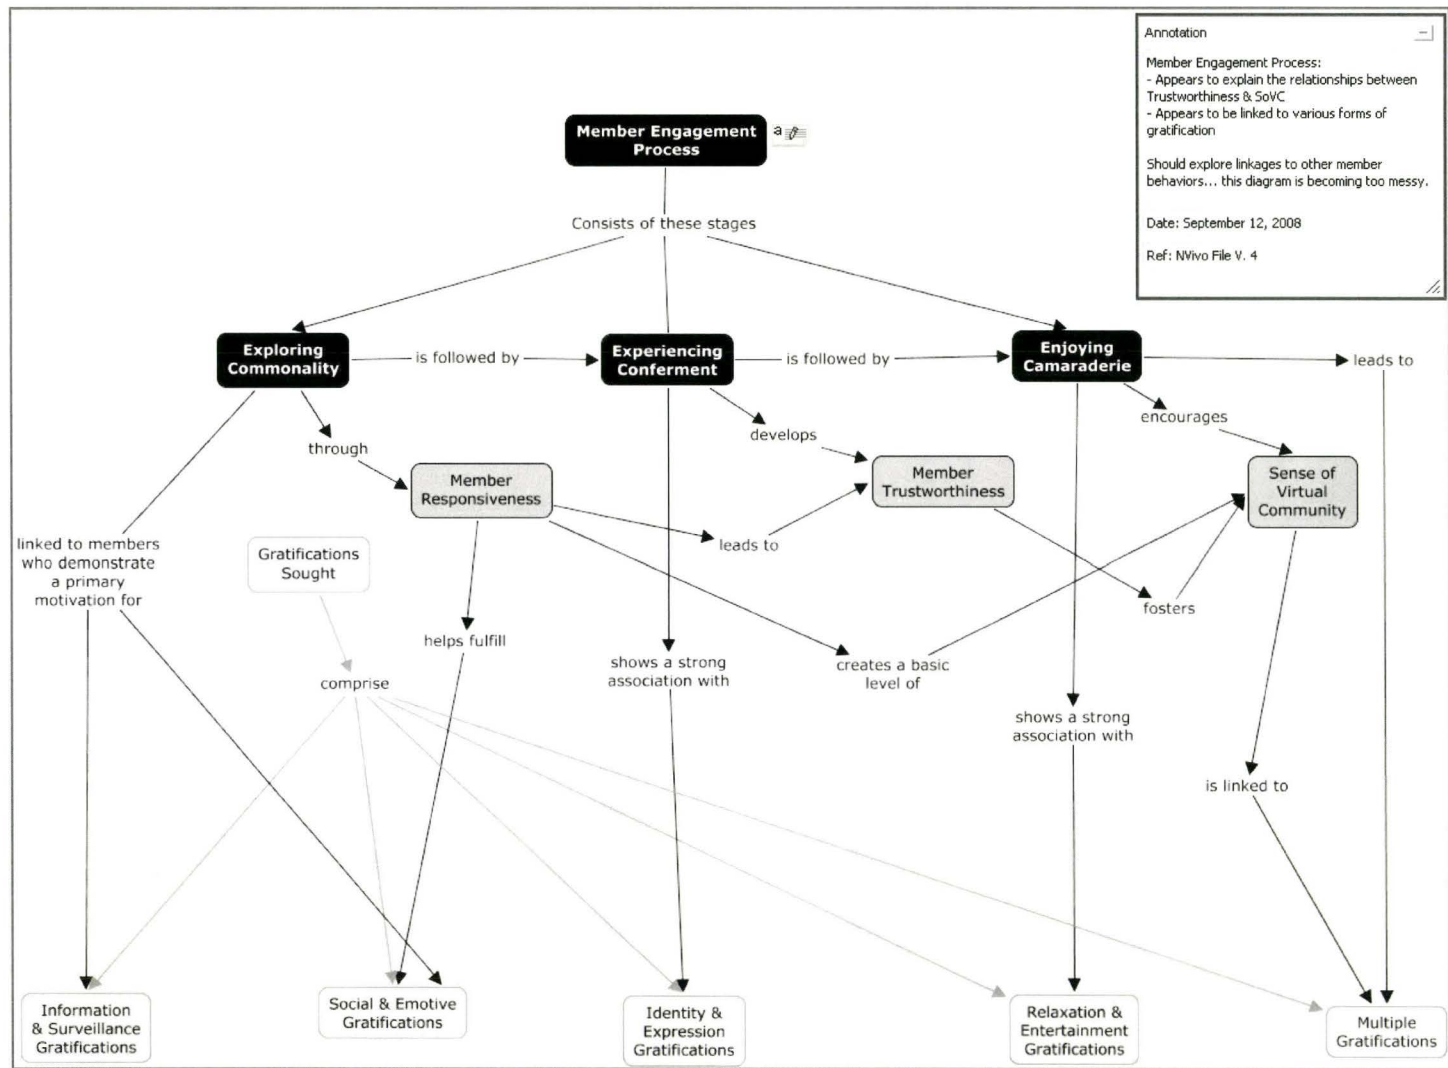 Annotation
Member Engagement Process:
- Appears to explain the relationships between
Trustworthiness & SoVC
- Appears to be linked to various forms of
gratification
Should explore linkages to other member
behaviors... this diagram is becoming too messy.
Date: September 12, 2008
Ref: NVivo File V. 4
Member Engagement
Process
a
Consists of these stages
Exploring
Commonality
is followed by
Experiencing
Conferment
is followed by
Enjoying
Camaraderie
leads to
through
develops
encourages
Member
Responsiveness
Member
Trustworthiness
Sense of
Virtual
Community
linked to members
who demonstrate
a primary
motivation for
Gratifications
Sought
leads to
fosters
helps fulfill
comprise
shows a strong
association with
creates a basic
level of
shows a strong
association with
is linked to
Information
& Surveillance
Gratifications
Social & Emotive
Gratifications
Identity &
Expression
Gratifications
Relaxation &
Entertainment
Gratifications
Multiple
Gratifications